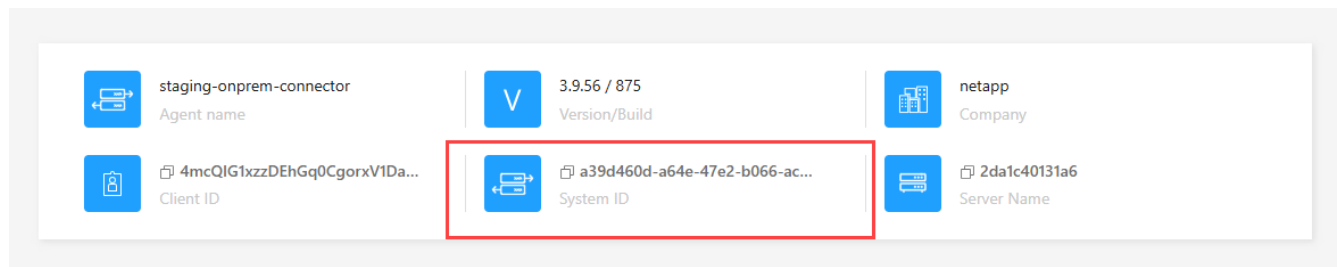 staging-onprem-connector
Agent name
V
3.9.56 / 875
Version/Build
netapp
Company
4mcQIG1xzzDEhGq0CgorxV1Da...
Client ID
a39d460d-a64e-47e2-b066-ac...
System ID
2da1c40131a6
Server Name